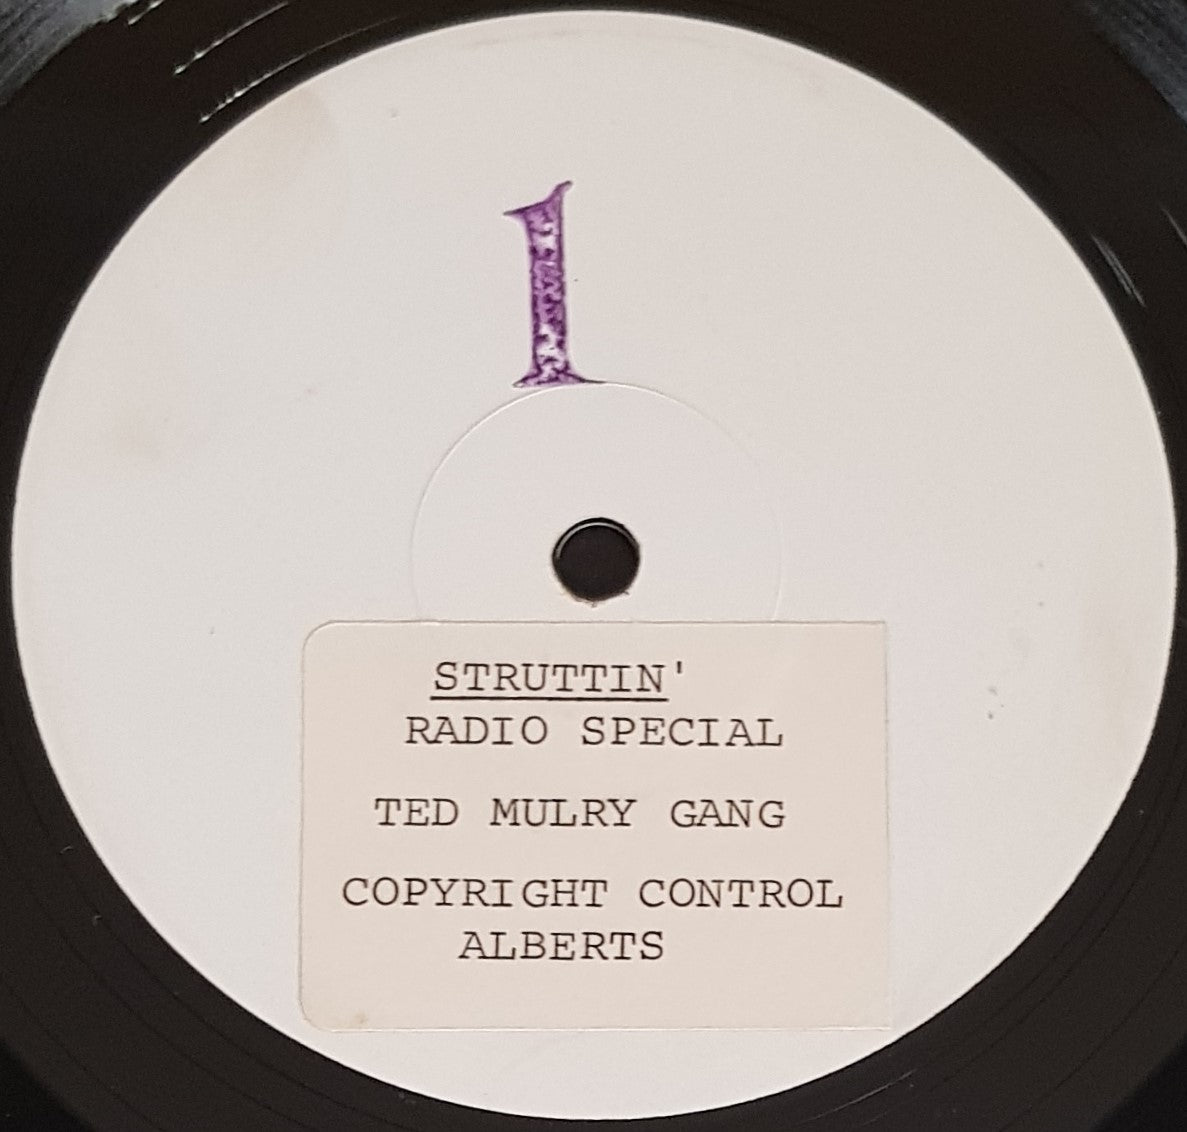 1
STRUTTIN'
RADIO SPECIAL
TED MULRY GANG
COPYRIGHT CONTROL
ALBERTS